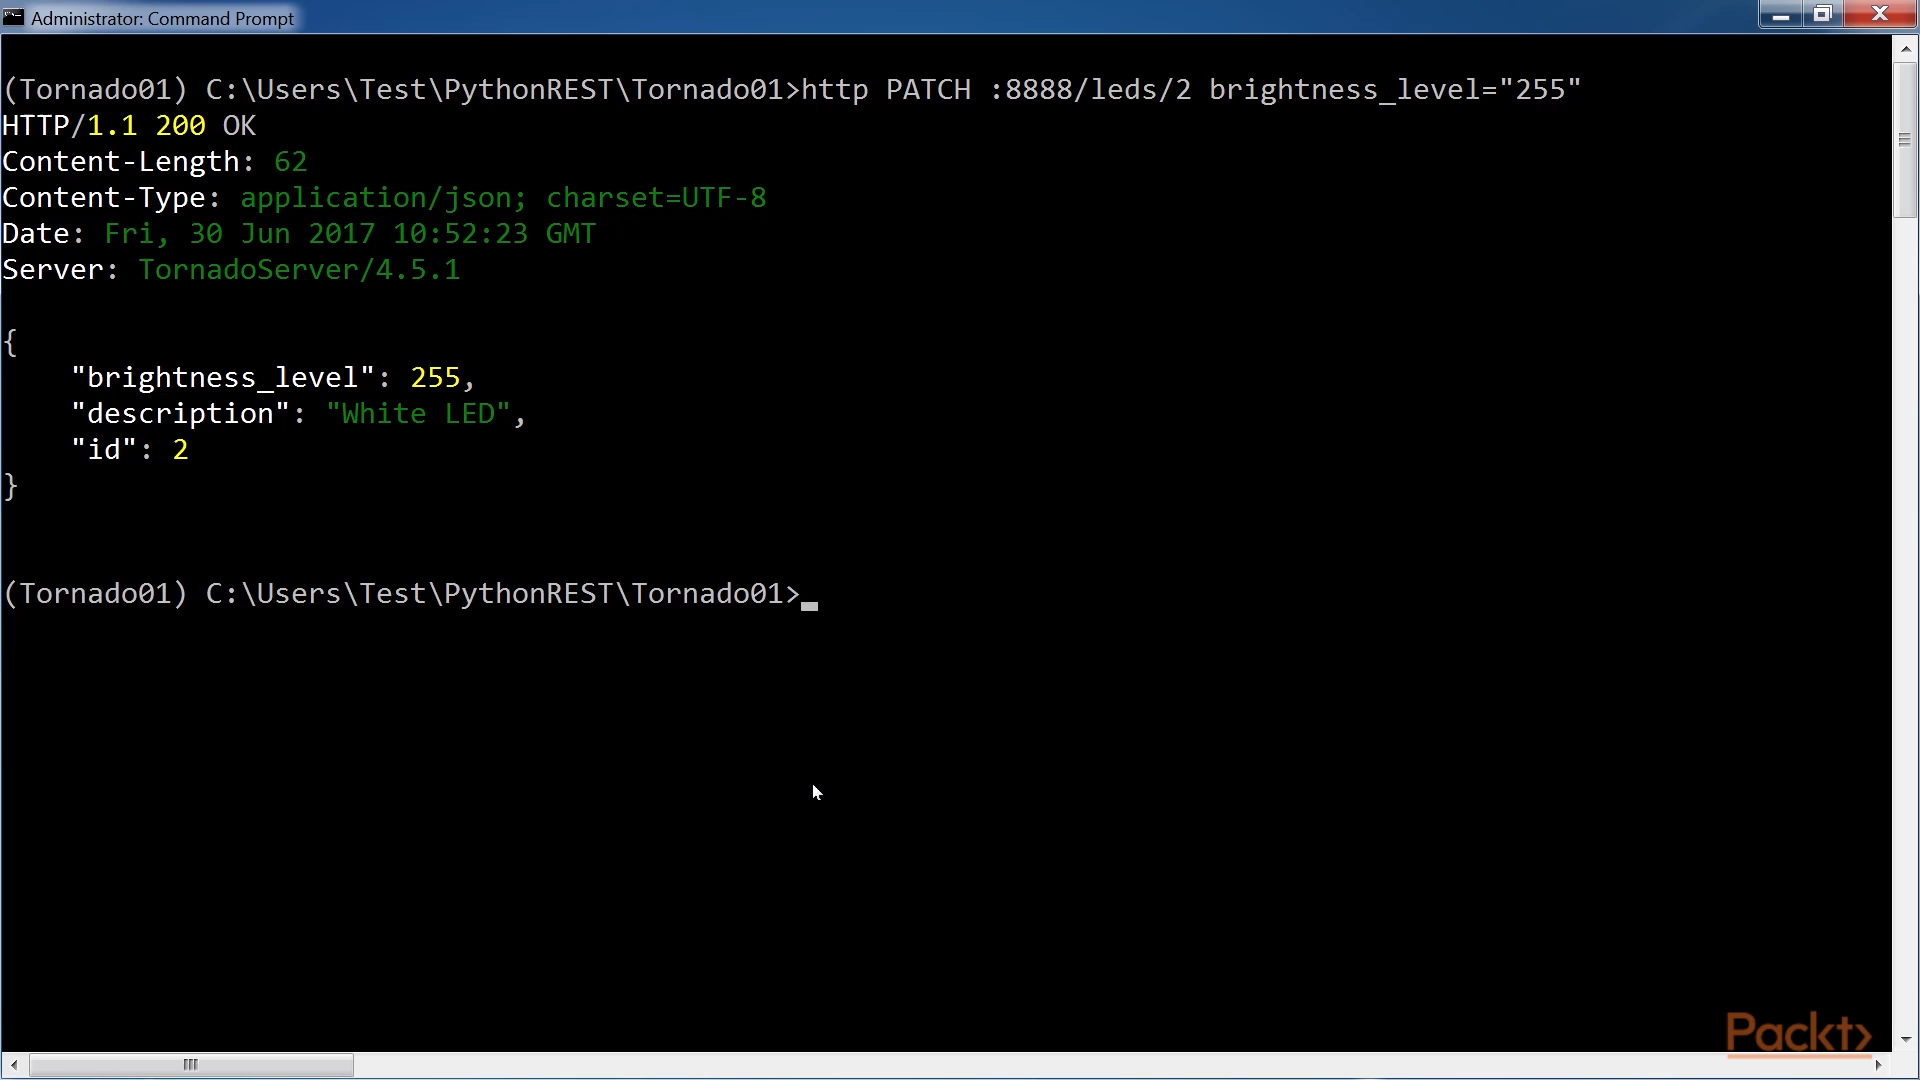 Administrator: Command Prompt
(Tornado01) C:\Users\Test\PythonREST\Tornado01>http PATCH :8888/leds/2 brightness_level="255"
HTTP/1.1 200 OK
Content-Length: 62
Content-Type: application/json; charset=UTF-8
Date: Fri, 30 Jun 2017 10:52:23 GMT
Server: TornadoServer/4.5.1
{
    "brightness_level": 255,
    "description": "White LED",
    "id": 2
}
(Tornado01) C:\Users\Test\PythonREST\Tornado01>
Packt>